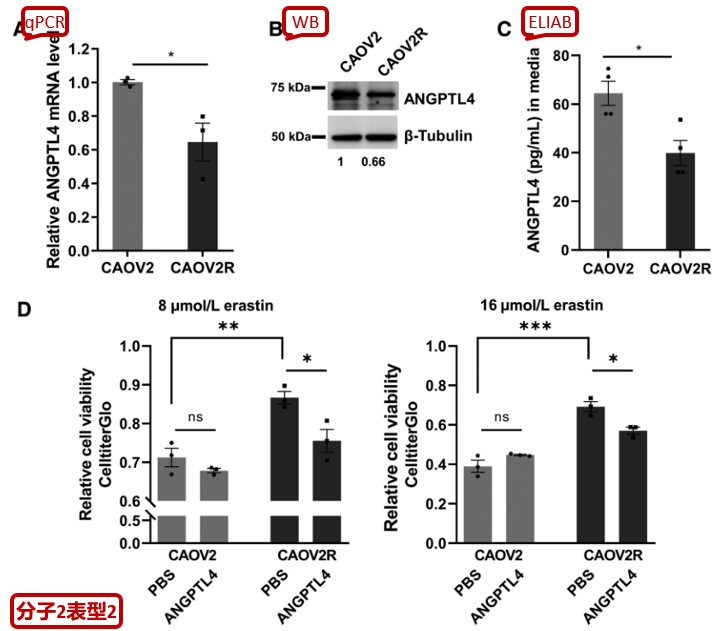 A qPCR
Relative ANGPTL4 mRNA level
1.2
1.0
0.8
0.6
0.4
0.2
0.0
*
CAOV2 CAOV2R
B WB
CAOV2 CAOV2R
75 kDa
ANGPTL4
50 kDa
β-Tubulin
1 0.66
C ELIAB
ANGPTL4 (pg/mL) in media
80
60
40
20
0
*
CAOV2 CAOV2R
D
8 μmol/L erastin
Relative cell viability
CelltiterGlo
1.0
0.9
0.8
0.7
0.6
0.5
0.0
**
*
ns
CAOV2 CAOV2R
PBS ANGPTL4 PBS ANGPTL4
16 μmol/L erastin
Relative cell viability
CelltiterGlo
1.0
0.8
0.6
0.4
0.2
0.0
***
*
ns
CAOV2 CAOV2R
PBS ANGPTL4 PBS ANGPTL4
分子2表型2